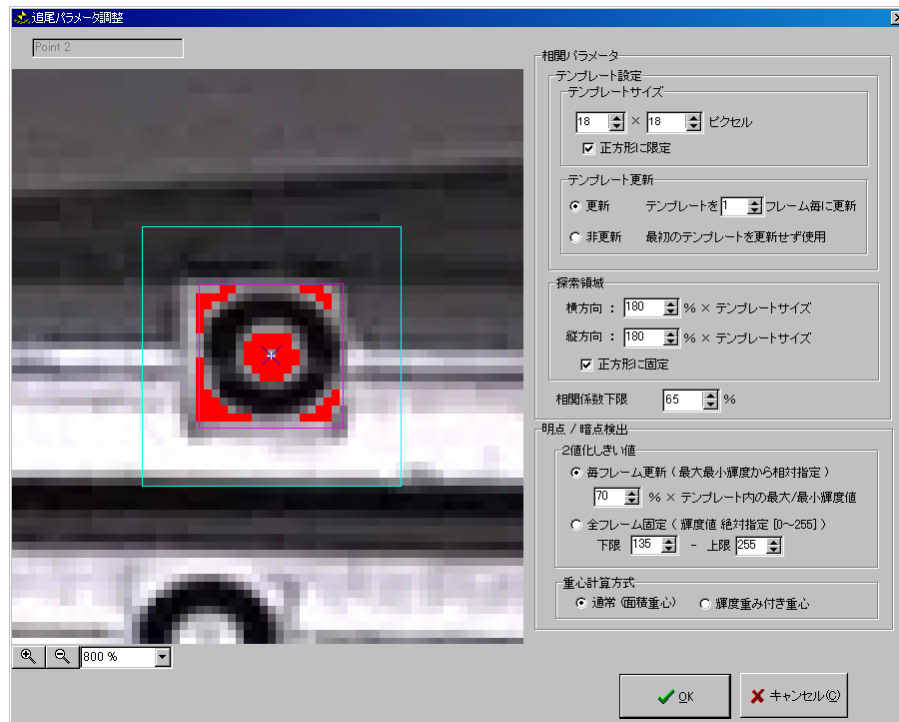 追尾パラメータ調整
Point 2
相関パラメータ
テンプレート設定
テンプレートサイズ
18 × 18 ピクセル
正方形に限定
テンプレート更新
更新 テンプレートを 1 フレーム毎に更新
非更新 最初のテンプレートを更新せず使用
探索領域
横方向 : 180 % × テンプレートサイズ
縦方向 : 180 % × テンプレートサイズ
正方形に固定
相関係数下限 65 %
明点 / 暗点検出
2値化しきい値
毎フレーム更新 ( 最大最小輝度から相対指定 )
70 % × テンプレート内の最大/最小輝度値
全フレーム固定 ( 輝度値 絶対指定 [0~255] )
下限 135 - 上限 255
重心計算方式
通常 (面積重心) 輝度重み付き重心
800 %
OK キャンセル(C)